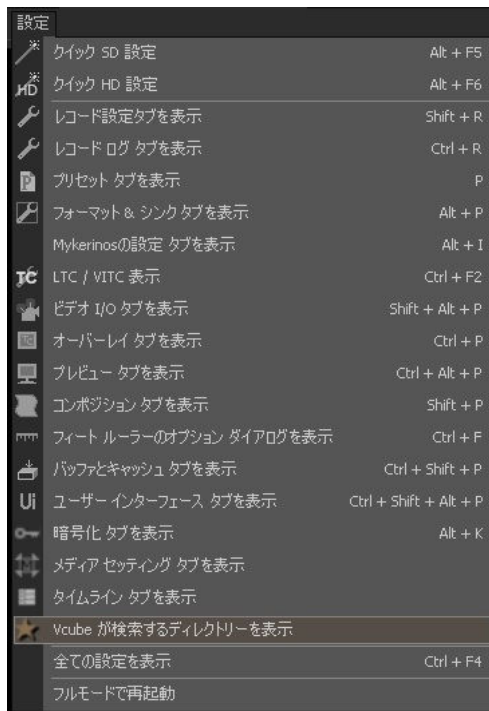 設定
クイック SD 設定 Alt + F5
HD クイック HD 設定 Alt + F6
レコード設定タブを表示 Shift + R
レコード ログ タブを表示 Ctrl + R
P プリセット タブを表示 P
フォーマット & シンク タブを表示 Alt + P
Mykerinosの設定 タブを表示 Alt + I
TC LTC / VITC 表示 Ctrl + F2
ビデオ I/O タブを表示 Shift + Alt + P
TC オーバーレイ タブを表示 Ctrl + P
プレビュー タブを表示 Ctrl + Alt + P
コンポジション タブを表示 Shift + P
フィート ルーラーのオプション ダイアログを表示 Ctrl + F
バッファとキャッシュ タブを表示 Ctrl + Shift + P
Ui ユーザー インターフェース タブを表示 Ctrl + Shift + Alt + P
暗号化 タブを表示 Alt + K
メディア セッティング タブを表示
タイムライン タブを表示
Vcube が検索するディレクトリーを表示
全ての設定を表示 Ctrl + F4
フルモードで再起動